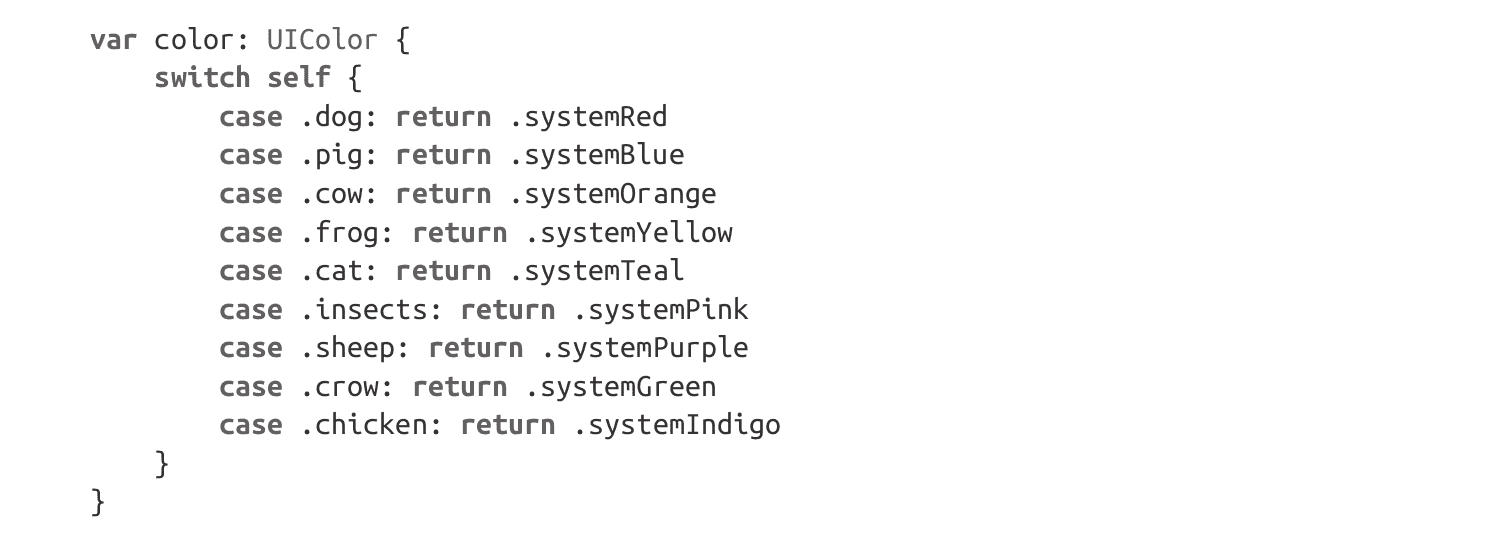 var color: UIColor {
    switch self {
        case .dog: return .systemRed
        case .pig: return .systemBlue
        case .cow: return .systemOrange
        case .frog: return .systemYellow
        case .cat: return .systemTeal
        case .insects: return .systemPink
        case .sheep: return .systemPurple
        case .crow: return .systemGreen
        case .chicken: return .systemIndigo
    }
}